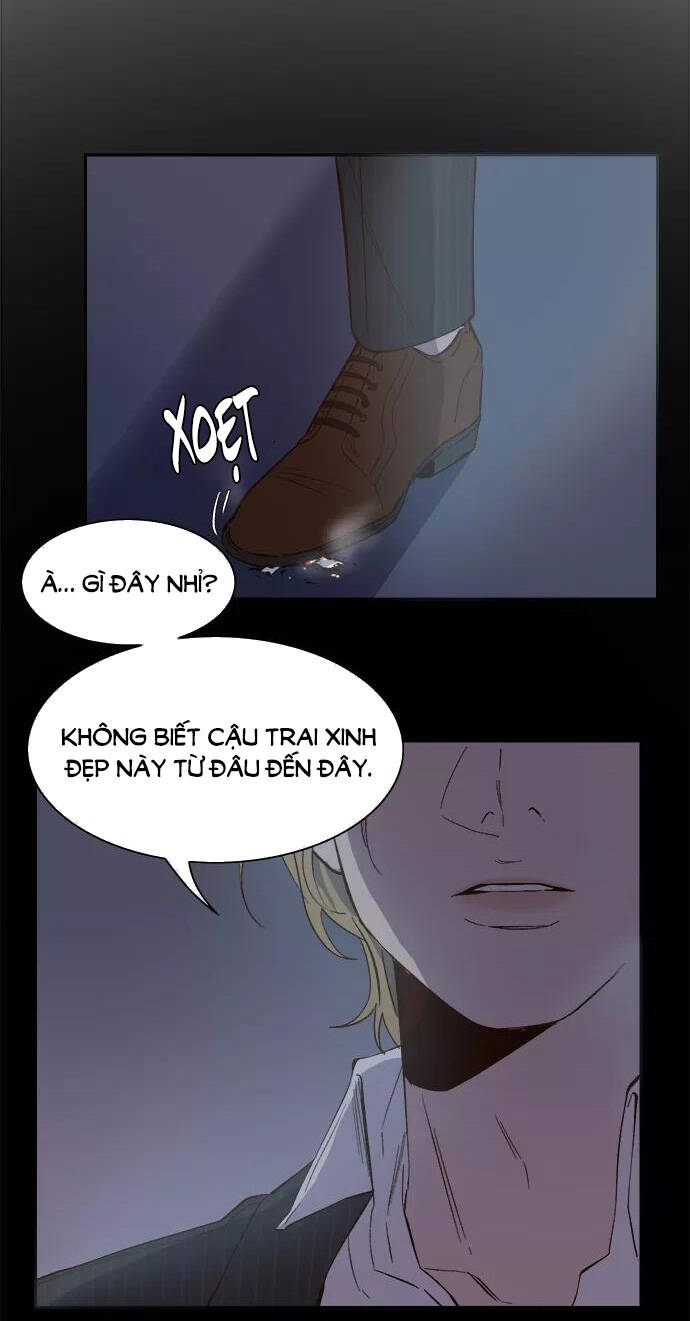 XOẸT
À... GÌ ĐÂY NHỈ?
KHÔNG BIẾT CẬU TRAI XINH
ĐẸP NÀY TỪ ĐÂU ĐẾN ĐÂY.